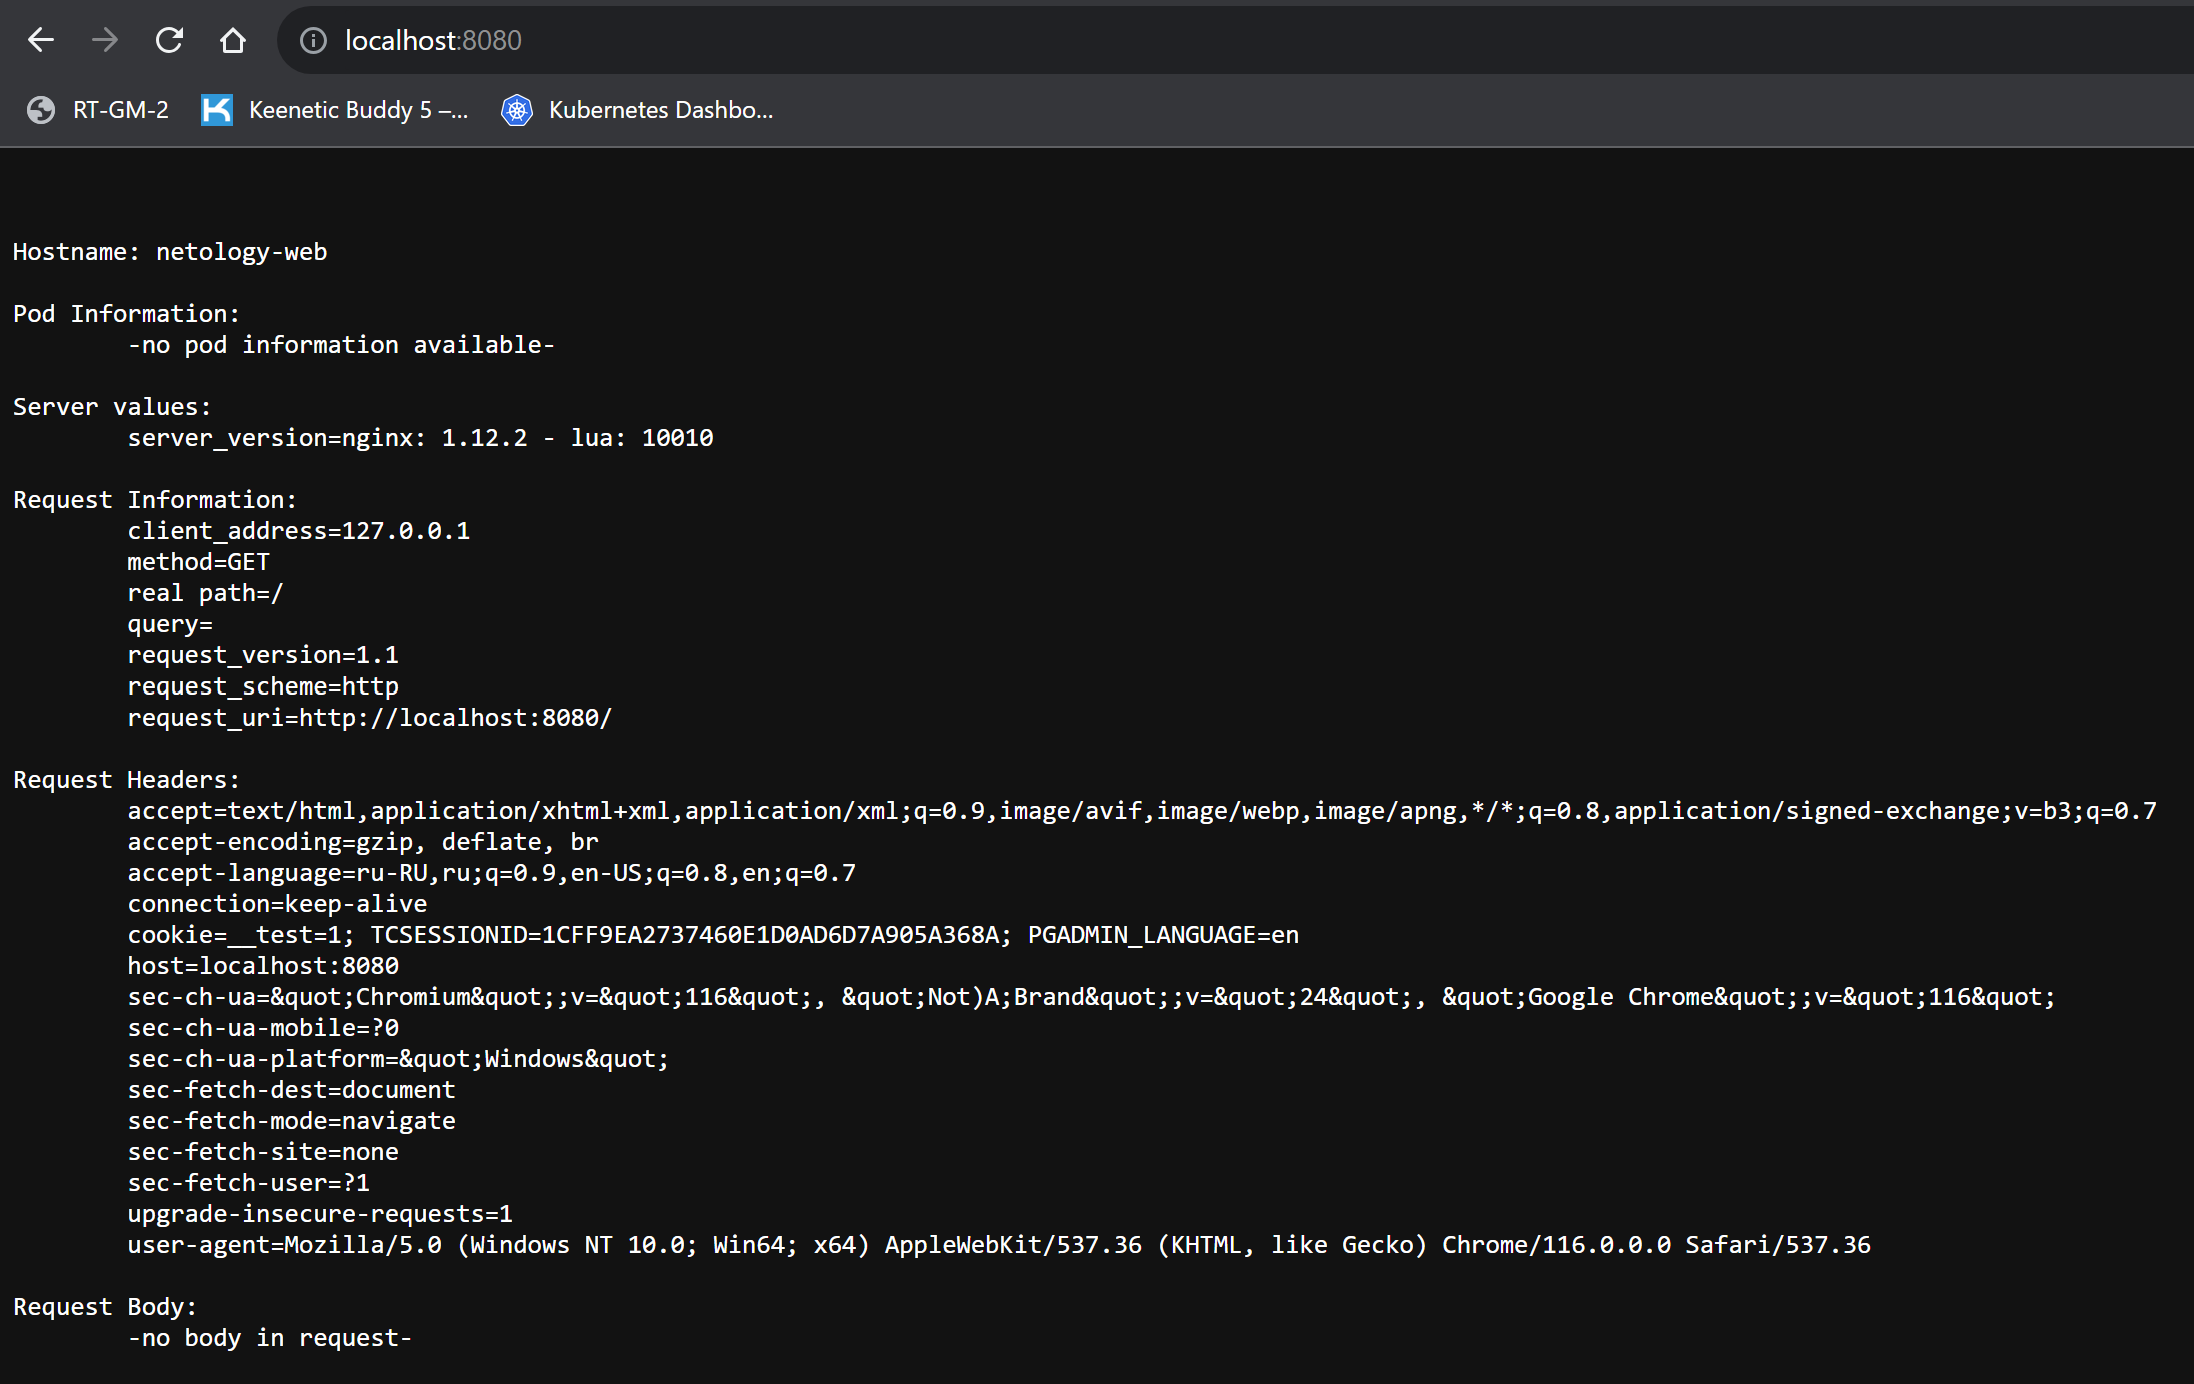 localhost:8080
RT-GM-2 Keenetic Buddy 5 –... Kubernetes Dashbo...
Hostname: netology-web
Pod Information:
-no pod information available-
Server values:
server_version=nginx: 1.12.2 - lua: 10010
Request Information:
client_address=127.0.0.1
method=GET
real path=/
query=
request_version=1.1
request_scheme=http
request_uri=http://localhost:8080/
Request Headers:
accept=text/html,application/xhtml+xml,application/xml;q=0.9,image/avif,image/webp,image/apng,*/*;q=0.8,application/signed-exchange;v=b3;q=0.7
accept-encoding=gzip, deflate, br
accept-language=ru-RU,ru;q=0.9,en-US;q=0.8,en;q=0.7
connection=keep-alive
cookie=__test=1; TCSESSIONID=1CFF9EA2737460E1D0AD6D7A905A368A; PGADMIN_LANGUAGE=en
host=localhost:8080
sec-ch-ua=&quot;Chromium&quot;;v=&quot;116&quot;, &quot;Not)A;Brand&quot;;v=&quot;24&quot;, &quot;Google Chrome&quot;;v=&quot;116&quot;
sec-ch-ua-mobile=?0
sec-ch-ua-platform=&quot;Windows&quot;
sec-fetch-dest=document
sec-fetch-mode=navigate
sec-fetch-site=none
sec-fetch-user=?1
upgrade-insecure-requests=1
user-agent=Mozilla/5.0 (Windows NT 10.0; Win64; x64) AppleWebKit/537.36 (KHTML, like Gecko) Chrome/116.0.0.0 Safari/537.36
Request Body:
-no body in request-